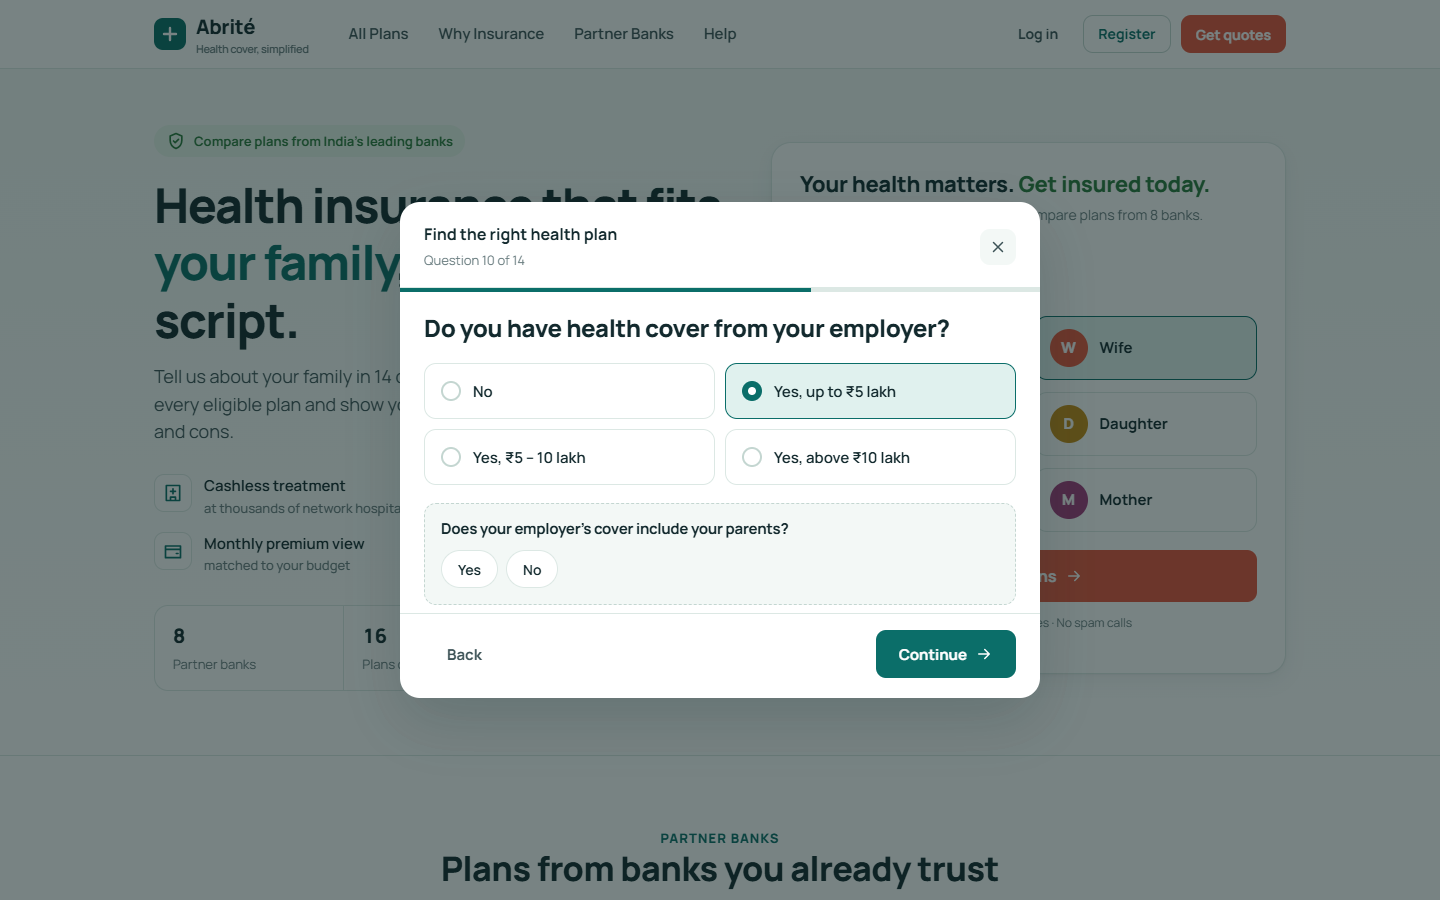 Abrité
Health cover, simplified
All Plans
Why Insurance
Partner Banks
Help
Log in
Register
Get quotes
Compare plans from India's leading banks
Health insurance that fits
your family,
script.
Tell us about your family in 14
every eligible plan and show
and cons.
Cashless treatment
at thousands of network
Monthly premium view
matched to your budget
8
Partner banks
16
Plans
Your health matters. Get insured today.
plans from 8 banks.
W
Wife
D
Daughter
M
Mother
· No spam calls
Find the right health plan
Question 10 of 14
Do you have health cover from your employer?
No
Yes, up to ₹5 lakh
Yes, ₹5 – 10 lakh
Yes, above ₹10 lakh
Does your employer's cover include your parents?
Yes
No
Back
Continue
PARTNER BANKS
Plans from banks you already trust